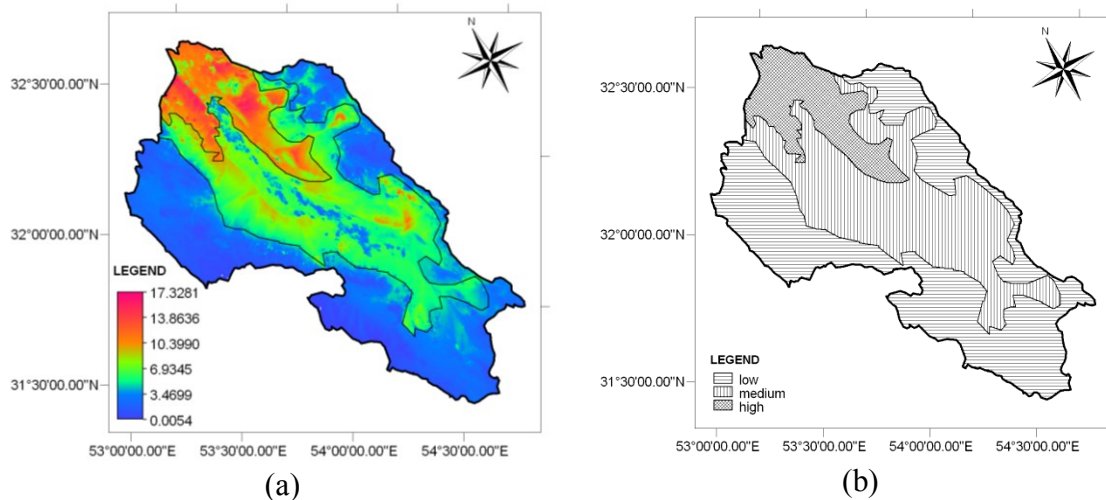 N
32°30'00.00"N
32°00'00.00"N
LEGEND
17.3281
13.8636
10.3990
6.9345
3.4699
0.0054
31°30'00.00"N
53°00'00.00"E
53°30'00.00"E
54°00'00.00"E
54°30'00.00"E
(a)
N
32°30'00.00"N
32°00'00.00"N
LEGEND
low
medium
high
31°30'00.00"N
53°00'00.00"E
53°30'00.00"E
54°00'00.00"E
54°30'00.00"E
(b)